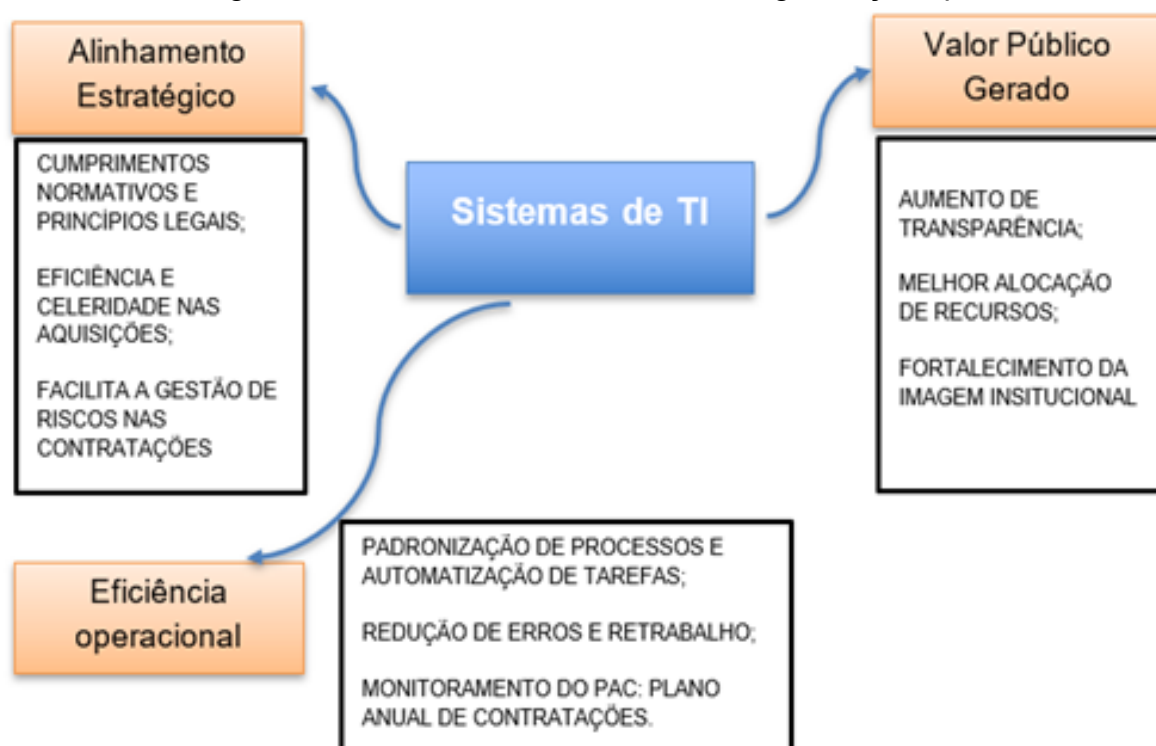 Alinhamento
Estratégico
CUMPRIMENTOS
NORMATIVOS E
PRINCÍPIOS LEGAIS;
EFICIÊNCIA E
CELERIDADE NAS
AQUISIÇÕES;
FACILITA A GESTÃO DE
RISCOS NAS
CONTRATAÇÕES
Sistemas de TI
Valor Público
Gerado
AUMENTO DE
TRANSPARÊNCIA;
MELHOR ALOCAÇÃO
DE RECURSOS;
FORTALECIMENTO DA
IMAGEM INSITUCIONAL
Eficiência
operacional
PADRONIZAÇÃO DE PROCESSOS E
AUTOMATIZAÇÃO DE TAREFAS;
REDUÇÃO DE ERROS E RETRABALHO;
MONITORAMENTO DO PAC: PLANO
ANUAL DE CONTRATAÇÕES.